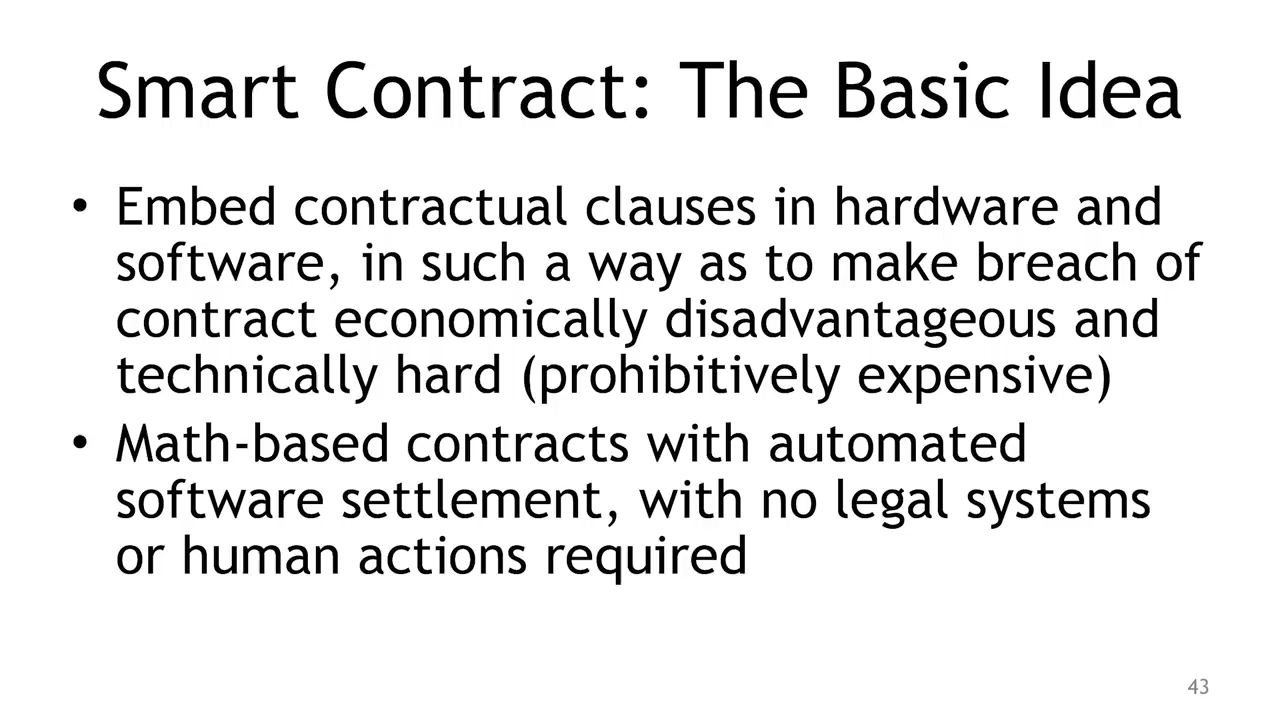 Smart Contract: The Basic Idea
• Embed contractual clauses in hardware and
software, in such a way as to make breach of
contract economically disadvantageous and
technically hard (prohibitively expensive)
• Math-based contracts with automated
software settlement, with no legal systems
or human actions required
43